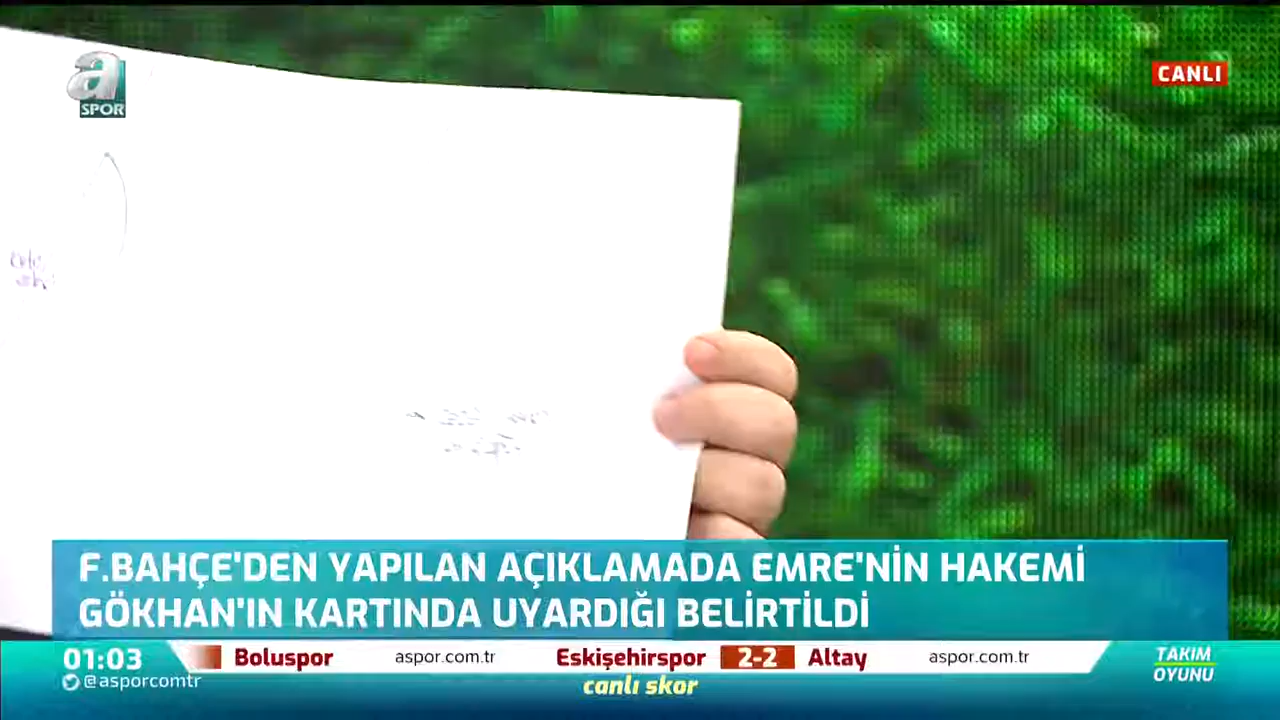 a
SPOR
CANLI
F.BAHÇE'DEN YAPILAN AÇIKLAMADA EMRE'NİN HAKEMİ
GÖKHAN'IN KARTINDA UYARDIĞI BELİRTİLDİ
01:03 Boluspor aspor.com.tr Eskişehirspor 2-2 Altay aspor.com.tr TAKIM
@asporcomtr canlı skor OYUNU